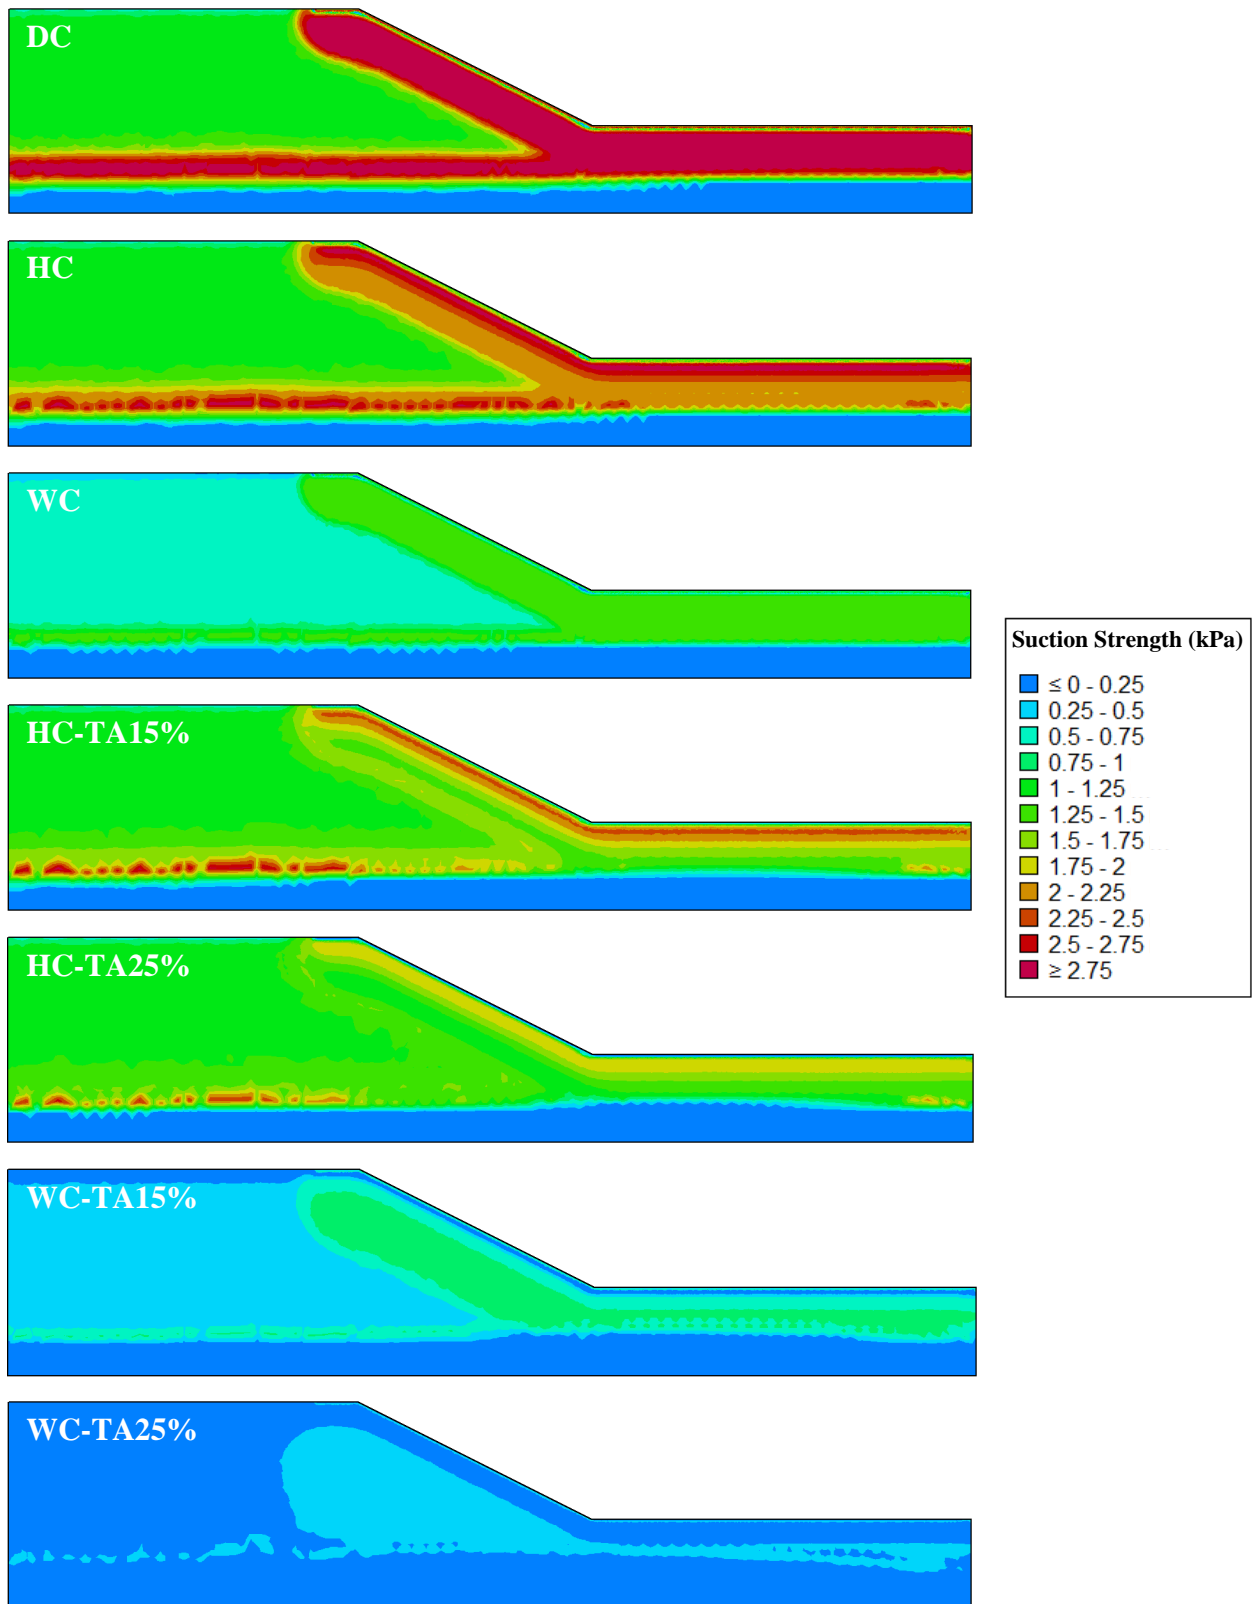 DC
HC
WC
HC-TA15%
HC-TA25%
WC-TA15%
WC-TA25%
Suction Strength (kPa)
≤ 0 - 0.25
0.25 - 0.5
0.5 - 0.75
0.75 - 1
1 - 1.25
1.25 - 1.5
1.5 - 1.75
1.75 - 2
2 - 2.25
2.25 - 2.5
2.5 - 2.75
≥ 2.75